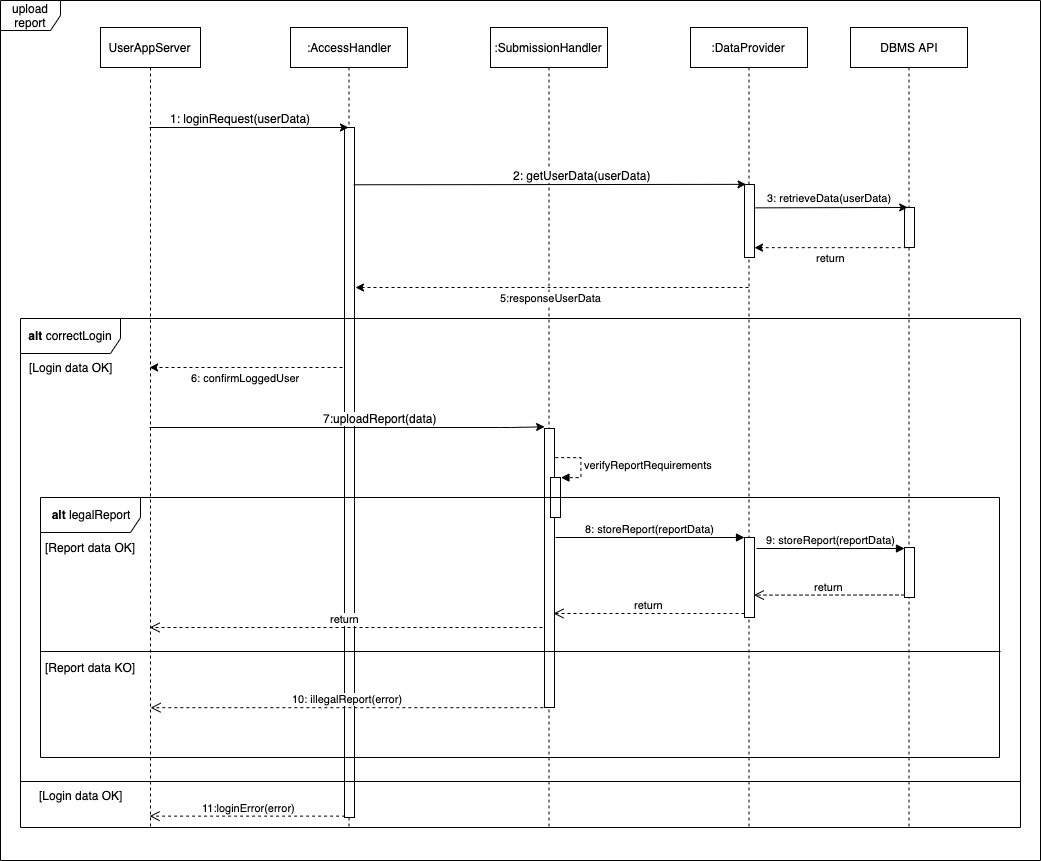 upload
report
UserAppServer
:AccessHandler
:SubmissionHandler
:DataProvider
DBMS API
1: loginRequest(userData)
2: getUserData(userData)
3: retrieveData(userData)
return
5:responseUserData
alt correctLogin
[Login data OK]
6: confirmLoggedUser
7:uploadReport(data)
verifyReportRequirements
alt legalReport
[Report data OK]
8: storeReport(reportData)
9: storeReport(reportData)
return
return
return
[Report data KO]
10: illegalReport(error)
[Login data OK]
11:loginError(error)